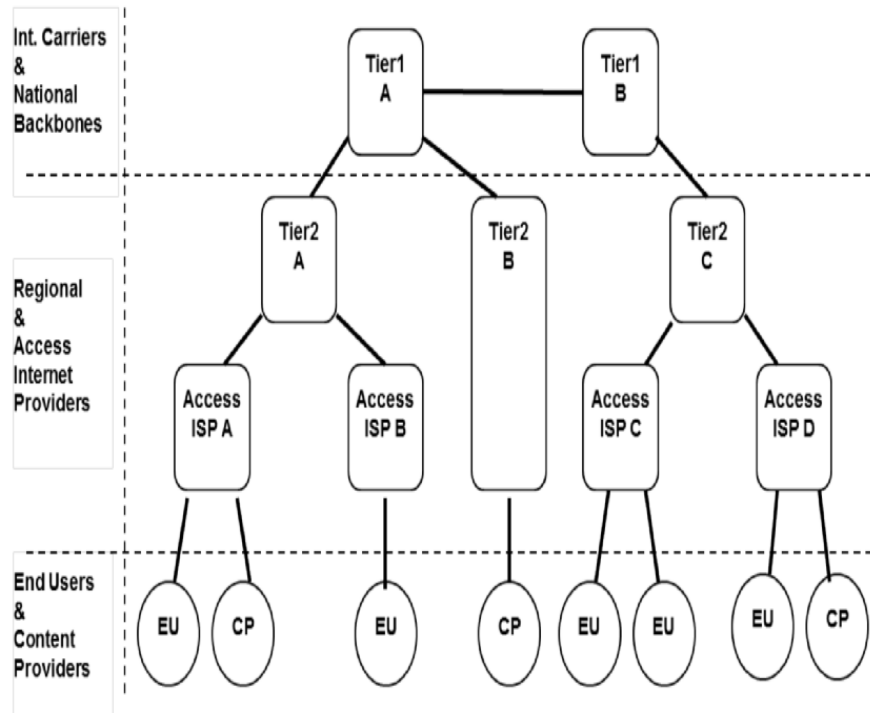 Int. Carriers
&
National
Backbones
Tier1
A
Tier1
B
Regional
&
Access
Internet
Providers
Tier2
A
Tier2
B
Tier2
C
Access
ISP A
Access
ISP B
Access
ISP C
Access
ISP D
End Users
&
Content
Providers
EU
CP
EU
CP
EU
EU
EU
CP